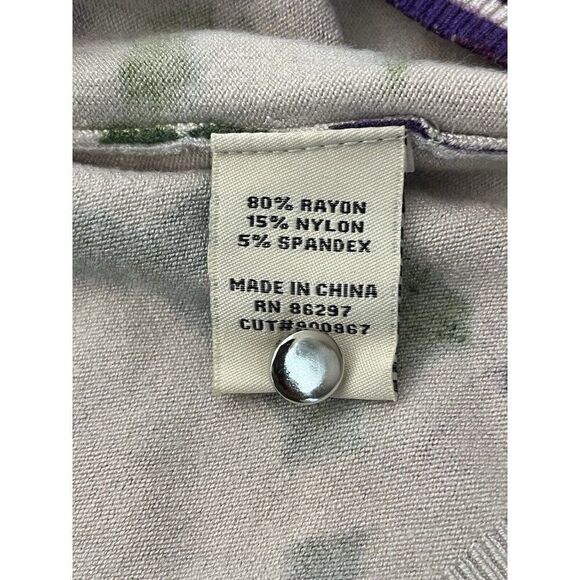 80% RAYON
15% NYLON
5% SPANDEX
MADE IN CHINA
RN 86297
CUT#900967